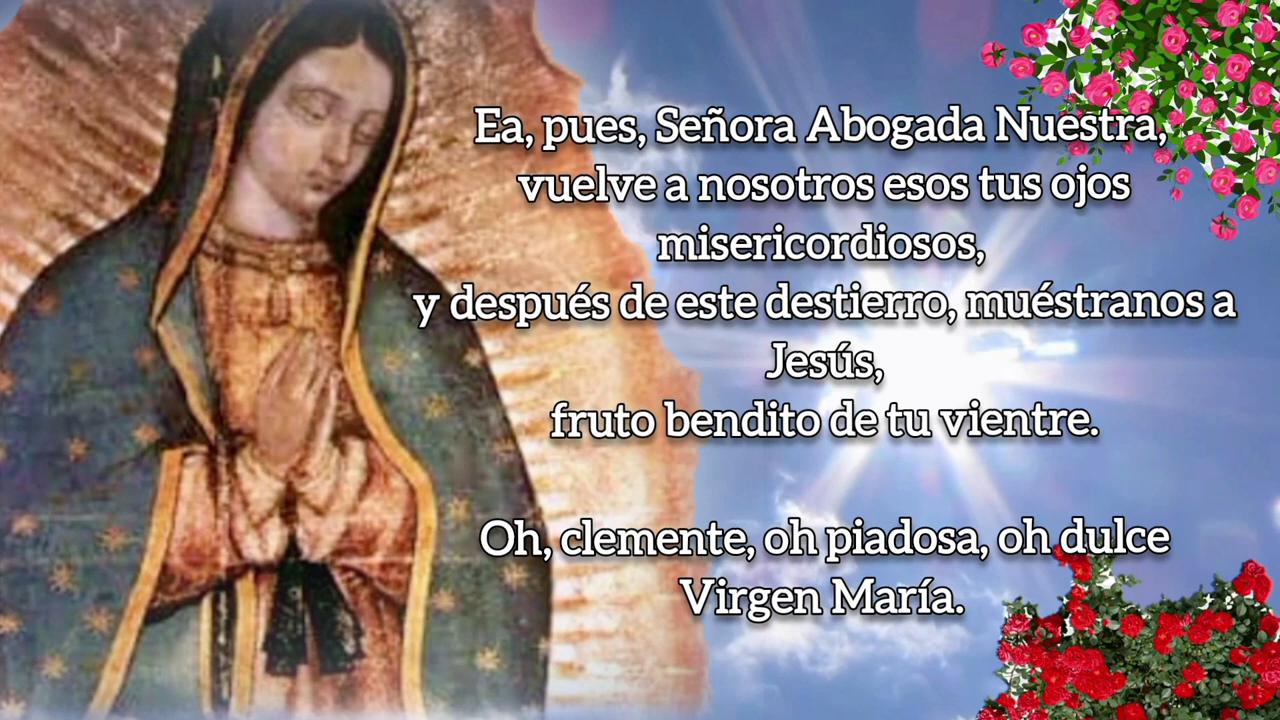 Ea, pues, Señora Abogada Nuestra,
vuelve a nosotros esos tus ojos
misericordiosos,
y después de este destierro, muéstranos a
Jesús,
fruto bendito de tu vientre.
Oh, clemente, oh piadosa, oh dulce
Virgen María.